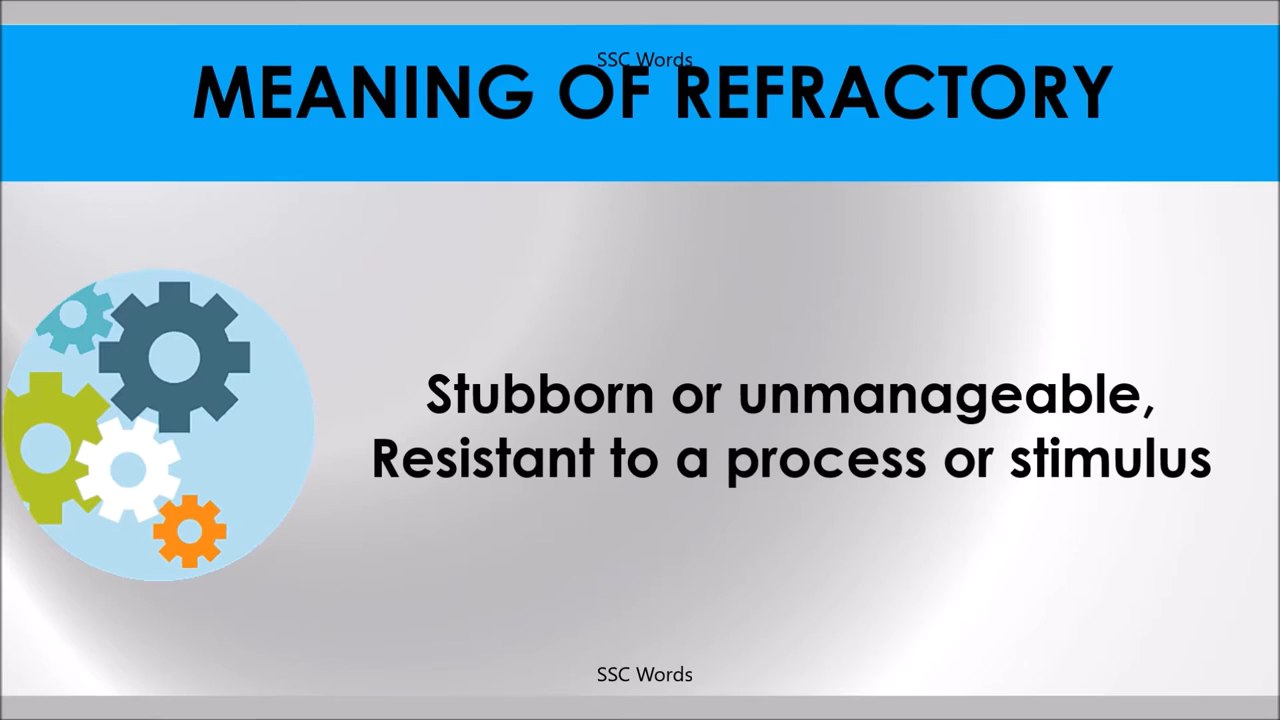 SSC Words
MEANING OF REFRACTORY
Stubborn or unmanageable,
Resistant to a process or stimulus
SSC Words